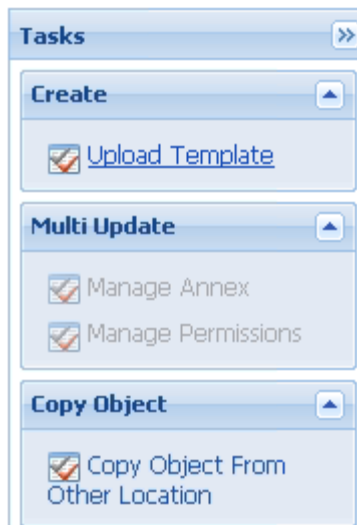 Tasks
Create
Upload Template
Multi Update
Manage Annex
Manage Permissions
Copy Object
Copy Object From
Other Location